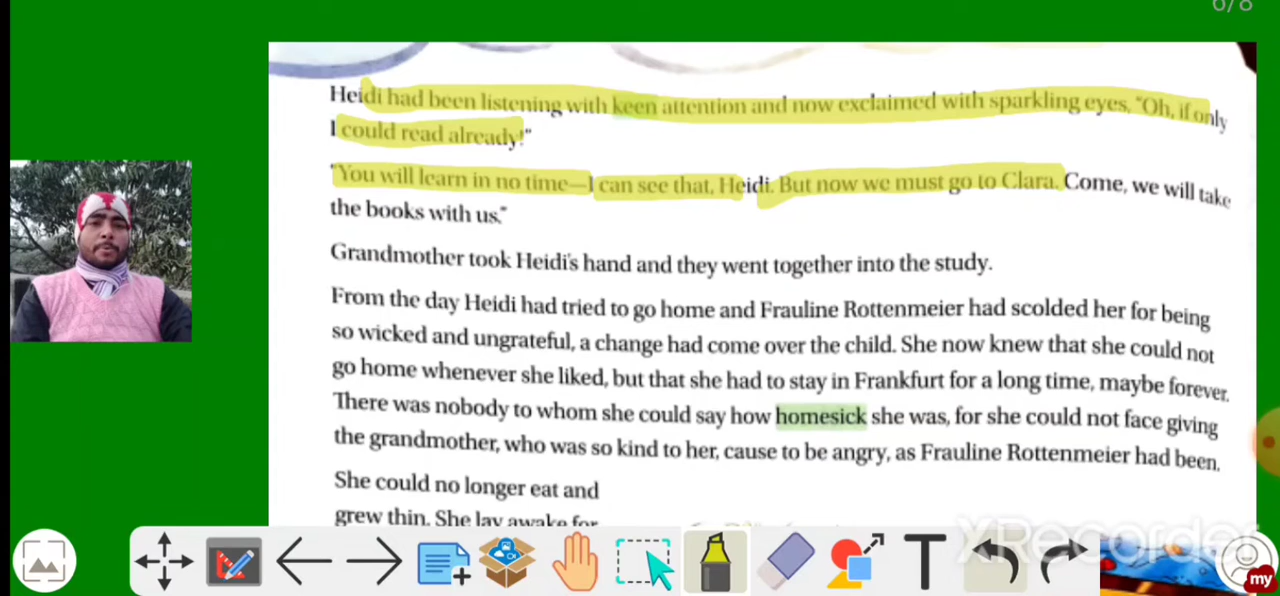 6/8
Heidi had been listening with keen attention and now exclaimed with sparkling eyes, "Oh, if only
I could read already!"
"You will learn in no time—I can see that, Heidi. But now we must go to Clara. Come, we will take
the books with us."
Grandmother took Heidi's hand and they went together into the study.
From the day Heidi had tried to go home and Frauline Rottenmeier had scolded her for being
so wicked and ungrateful, a change had come over the child. She now knew that she could not
go home whenever she liked, but that she had to stay in Frankfurt for a long time, maybe forever.
There was nobody to whom she could say how homesick she was, for she could not face giving
the grandmother, who was so kind to her, cause to be angry, as Frauline Rottenmeier had been.
She could no longer eat and
grew thin. She lay awake for
T
XRecorder
my